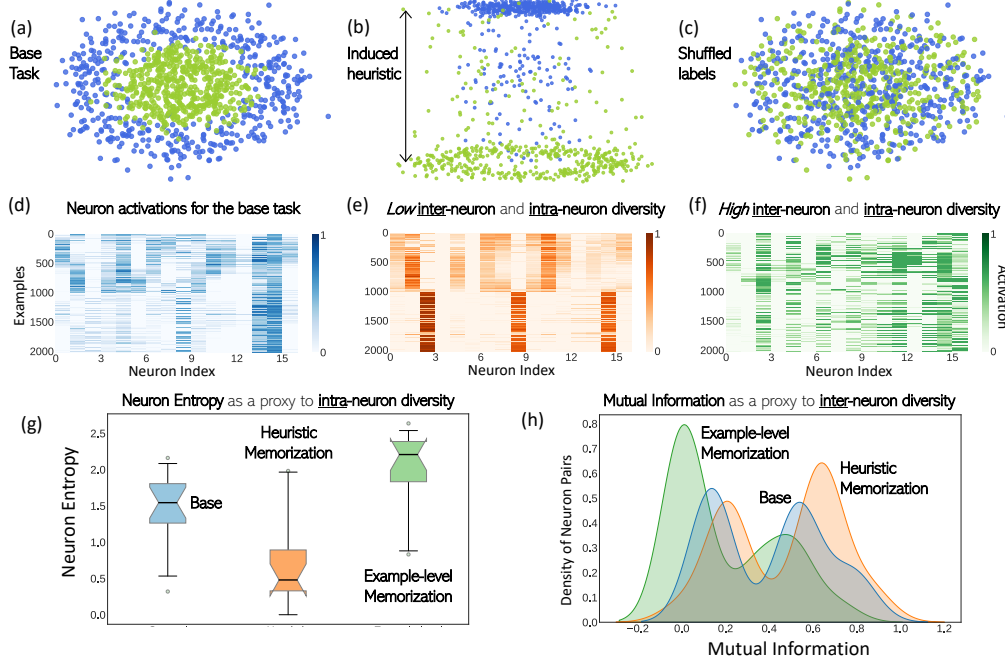 (a)
Base
Task
(b)
Induced
heuristic
(c)
Shuffled
labels
(d) Neuron activations for the base task
(e) Low inter-neuron and intra-neuron diversity
(f) High inter-neuron and intra-neuron diversity
0
500
1000
1500
2000
Examples
0 3 6 9 12 15
Neuron Index
1
0
0
500
1000
1500
2000
0 3 6 9 12 15
Neuron Index
1
0
0
500
1000
1500
2000
0 3 6 9 12 15
Neuron Index
1
0
Activation
Neuron Entropy as a proxy to intra-neuron diversity
(g)
Neuron Entropy
2.5
2.0
1.5
1.0
0.5
0.0
Base
Heuristic
Memorization
Example-level
Memorization
Mutual Information as a proxy to inter-neuron diversity
(h)
Density of Neuron Pairs
0.8
0.7
0.6
0.5
0.4
0.3
0.2
0.1
0.0
Example-level
Memorization
Base
Heuristic
Memorization
−0.2 0.0 0.2 0.4 0.6 0.8 1.0 1.2
Mutual Information